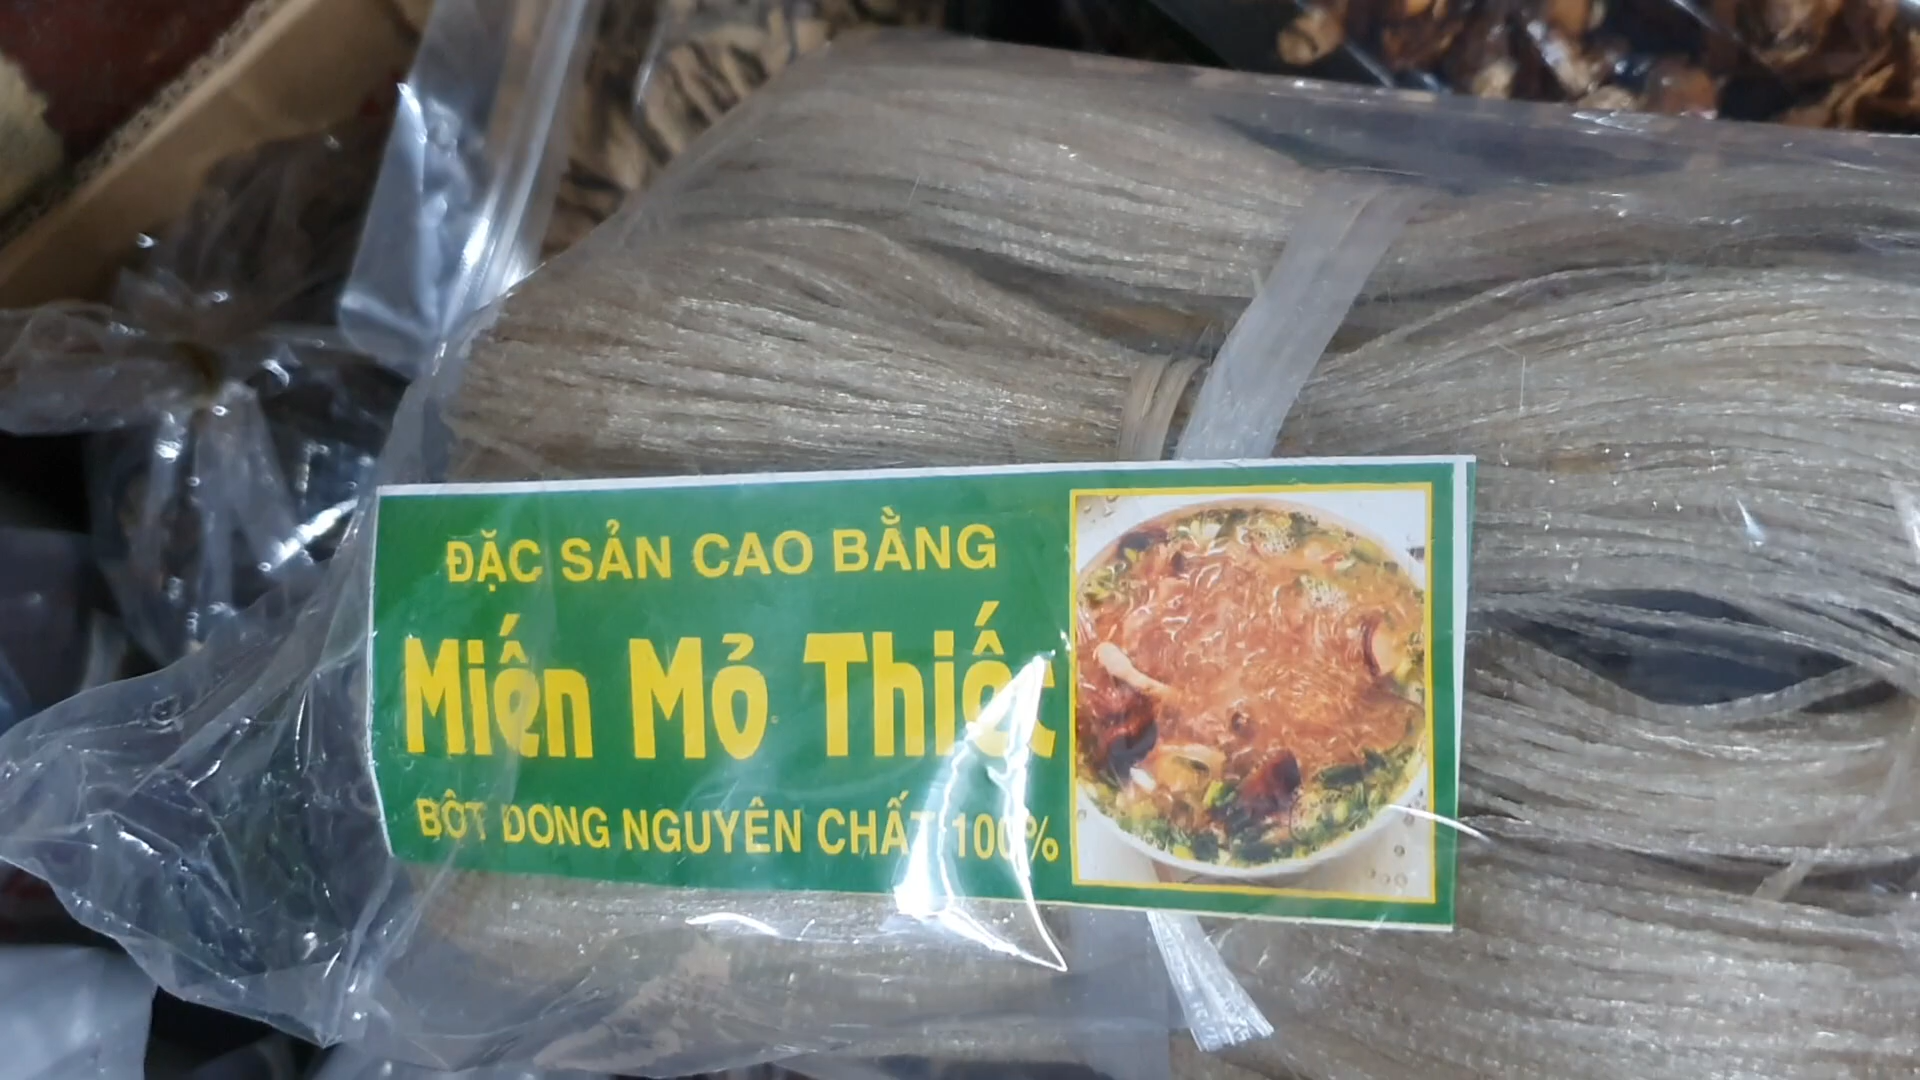 ĐẶC SẢN CAO BẰNG
Miến Mỏ Thiếc
BỘT DONG NGUYÊN CHẤT 100%